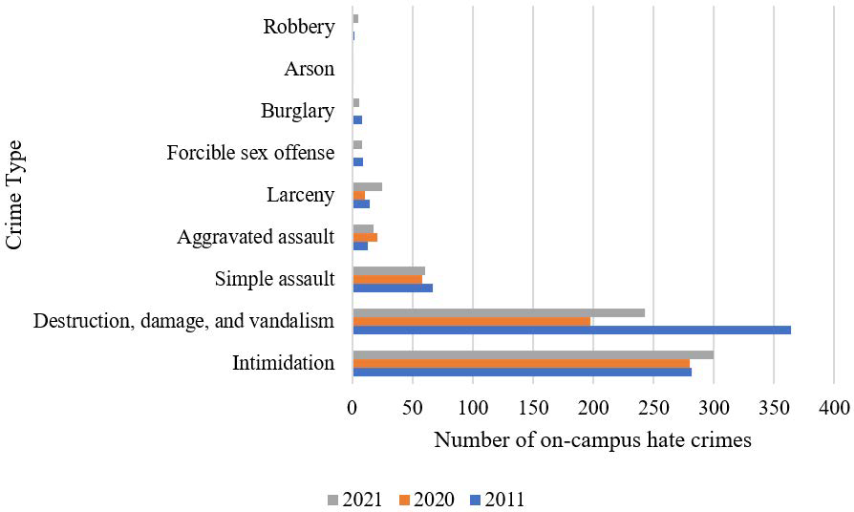 Crime Type
Robbery
Arson
Burglary
Forcible sex offense
Larceny
Aggravated assault
Simple assault
Destruction, damage, and vandalism
Intimidation
0 50 100 150 200 250 300 350 400
Number of on-campus hate crimes
2021 2020 2011